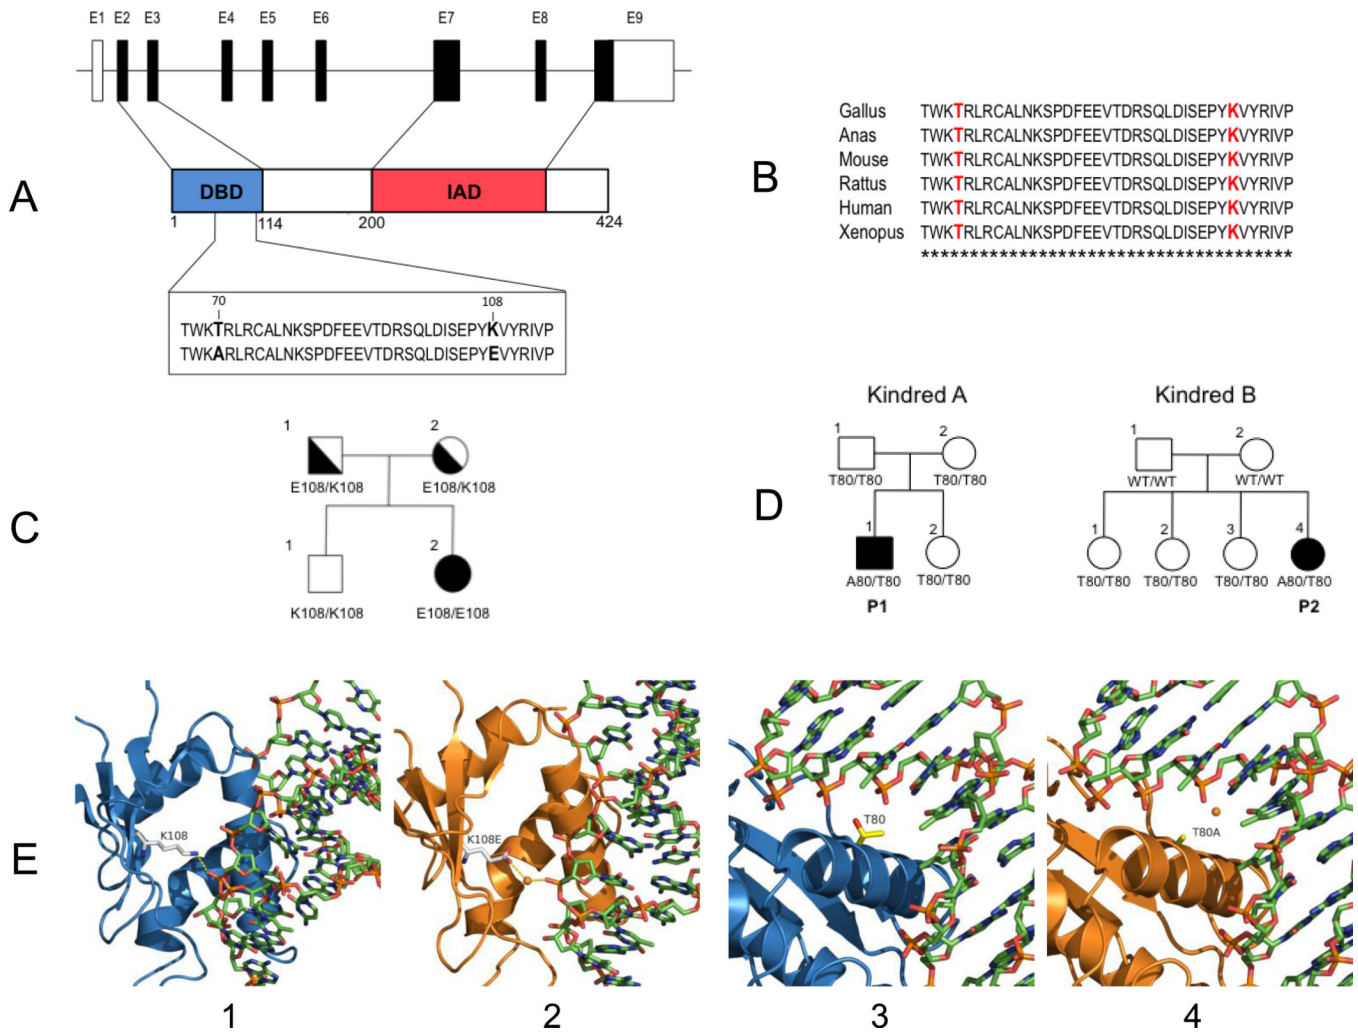 E1 E2 E3 E4 E5 E6 E7 E8 E9
A
DBD IAD
1 114 200 424
70 108
TWKTRLRCALNKSPDFEEVTDRSQLDISEPYKVYRIVP
TWKARLRCALNKSPDFEEVTDRSQLDISEPYEVYRIVP
B
Gallus TWKTRLRCALNKSPDFEEVTDRSQLDISEPYKVYRIVP
Anas TWKTRLRCALNKSPDFEEVTDRSQLDISEPYKVYRIVP
Mouse TWKTRLRCALNKSPDFEEVTDRSQLDISEPYKVYRIVP
Rattus TWKTRLRCALNKSPDFEEVTDRSQLDISEPYKVYRIVP
Human TWKTRLRCALNKSPDFEEVTDRSQLDISEPYKVYRIVP
Xenopus TWKTRLRCALNKSPDFEEVTDRSQLDISEPYKVYRIVP
**************************************
C
1 2
E108/K108 E108/K108
1 2
K108/K108 E108/E108
D
Kindred A Kindred B
1 2 1 2
T80/T80 T80/T80 WT/WT WT/WT
1 2 1 2 3 4
A80/T80 T80/T80 T80/T80 T80/T80 T80/T80 A80/T80
P1 P2
E
K108 K108E T80 T80A
1 2 3 4